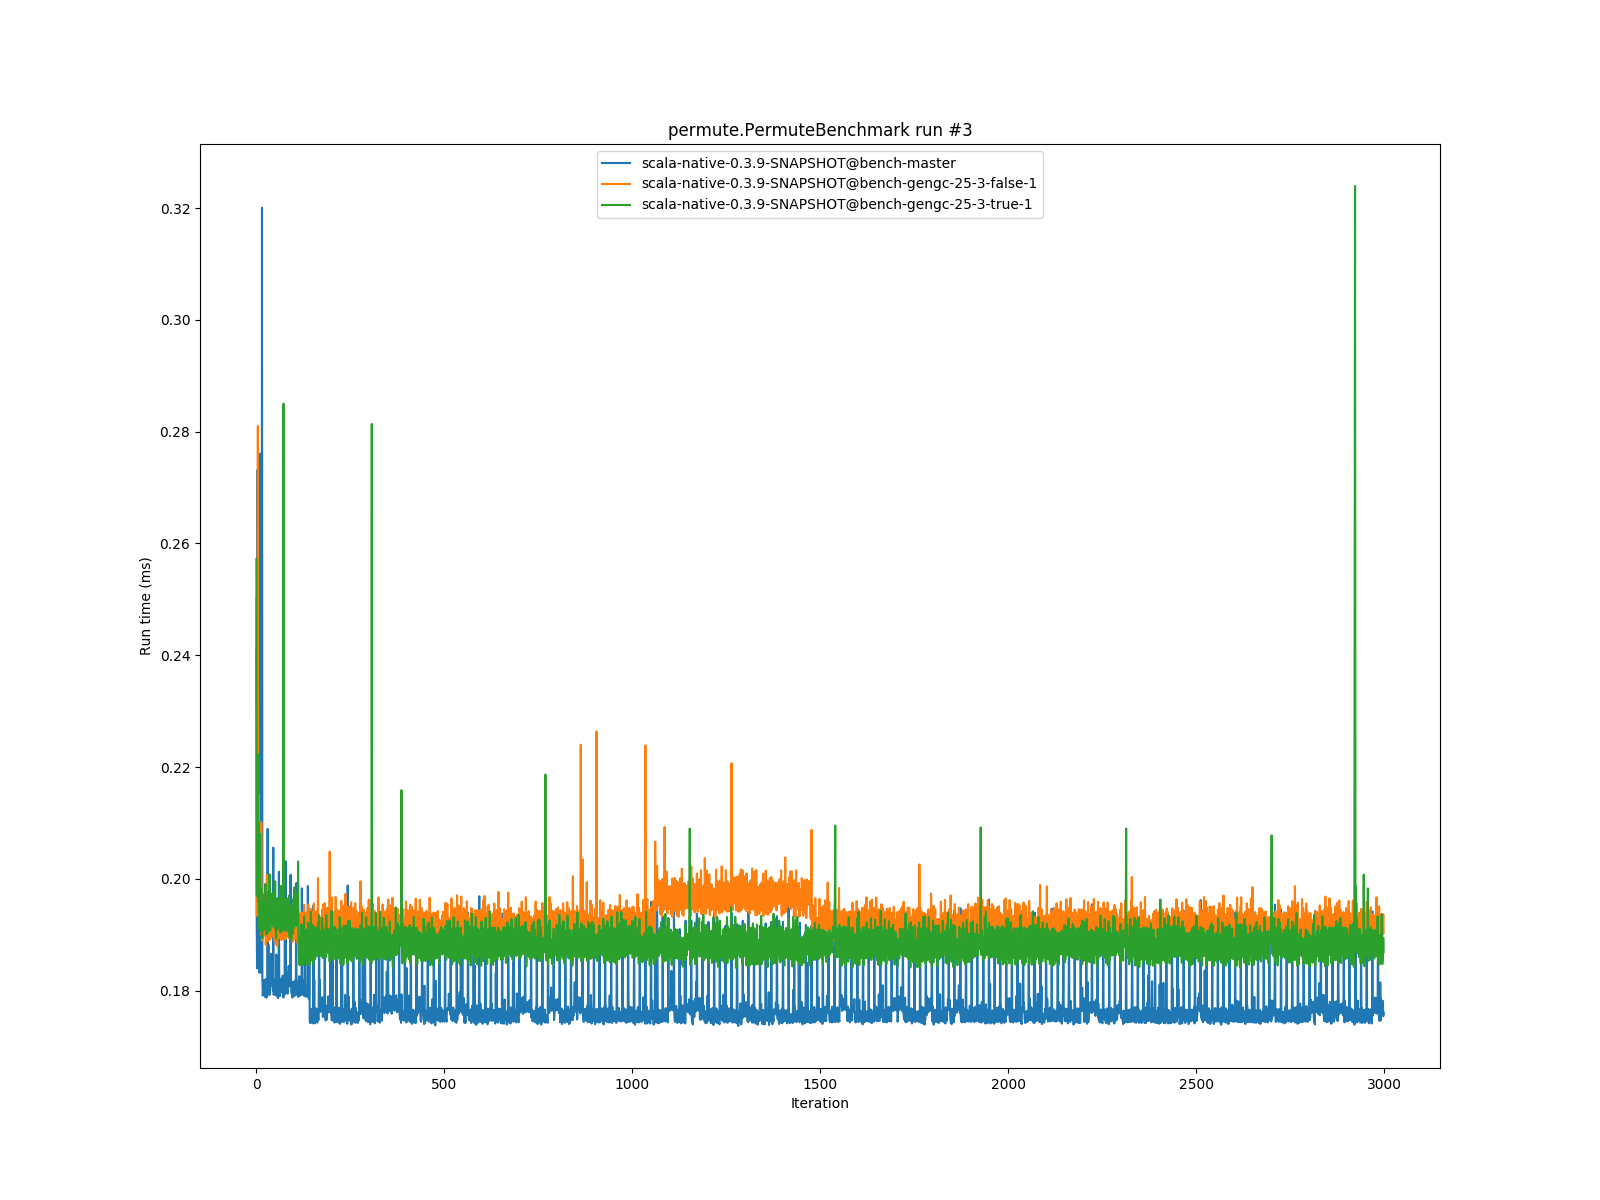 permute.PermuteBenchmark run #3
scala-native-0.3.9-SNAPSHOT@bench-master
scala-native-0.3.9-SNAPSHOT@bench-gengc-25-3-false-1
scala-native-0.3.9-SNAPSHOT@bench-gengc-25-3-true-1
0.32
0.30
0.28
0.26
0.24
0.22
0.20
0.18
Run time (ms)
0 500 1000 1500 2000 2500 3000
Iteration